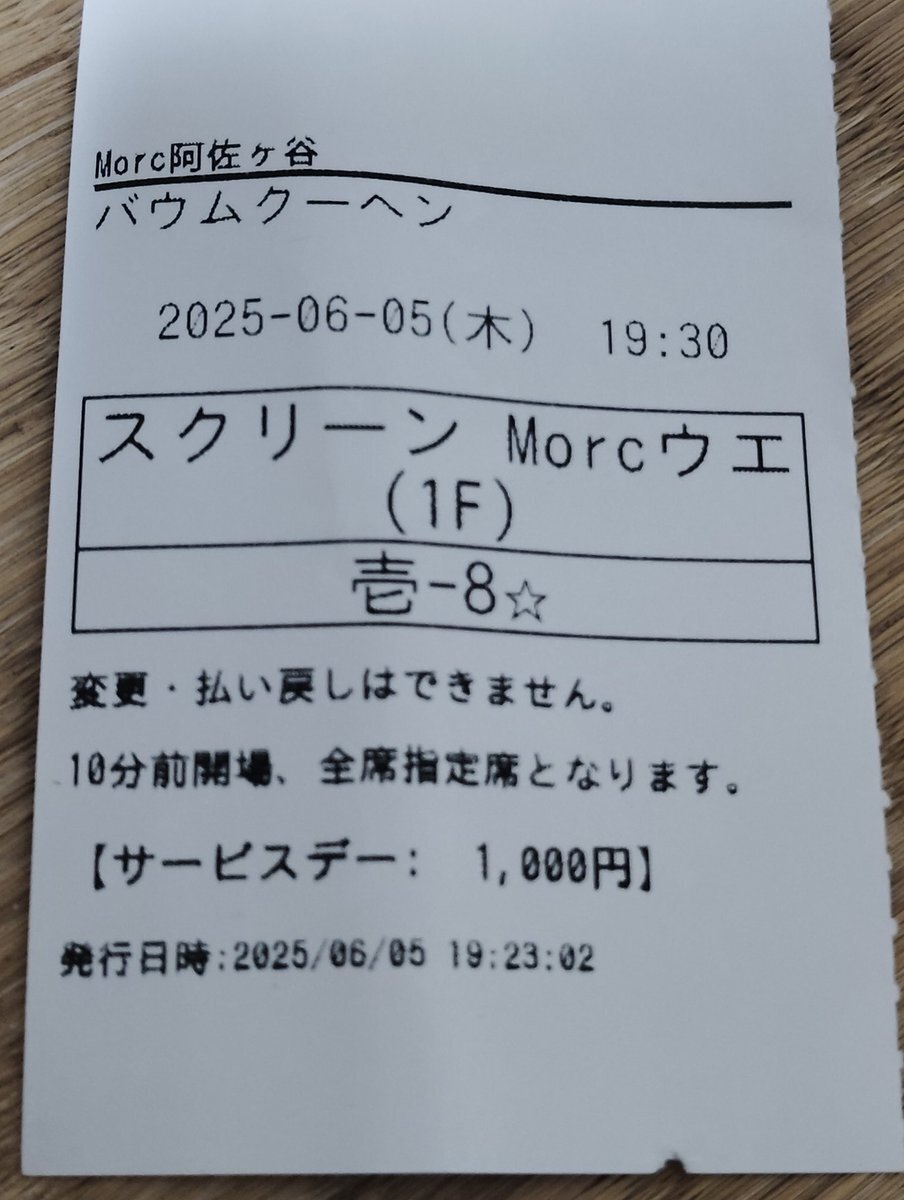 Morc阿佐ヶ谷
バウムクーヘン
2025-06-05(木) 19:30
スクリーン Morcウエ
(1F)
壱-8☆
変更・払い戻しはできません。
10分前開場、全席指定席となります。
【サービスデー: 1,000円】
発行日時:2025/06/05 19:23:02